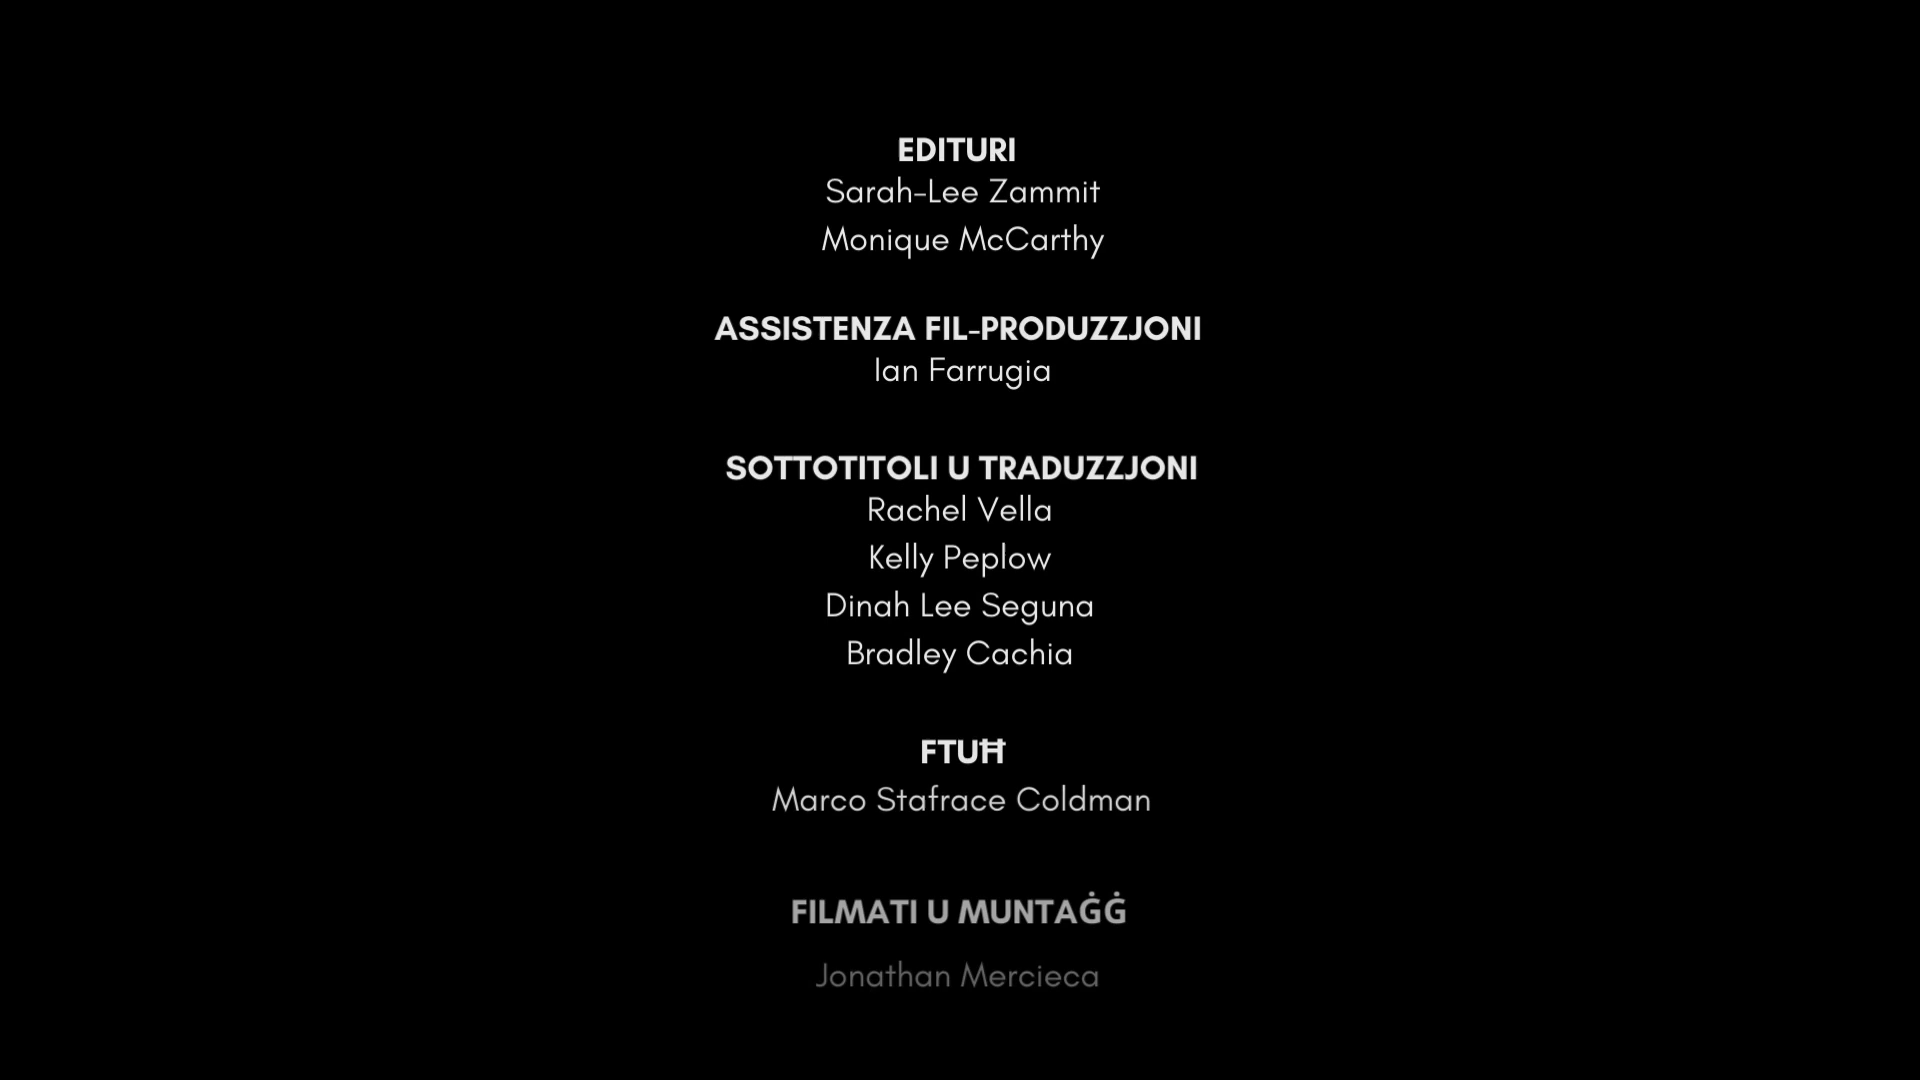 EDITURI
Sarah-Lee Zammit
Monique McCarthy
ASSISTENZA FIL-PRODUZZJONI
Ian Farrugia
SOTTOTITOLI U TRADUZZJONI
Rachel Vella
Kelly Peplow
Dinah Lee Seguna
Bradley Cachia
FTUĦ
Marco Stafrace Coldman
FILMATI U MUNTAĠĠ
Jonathan Mercieca